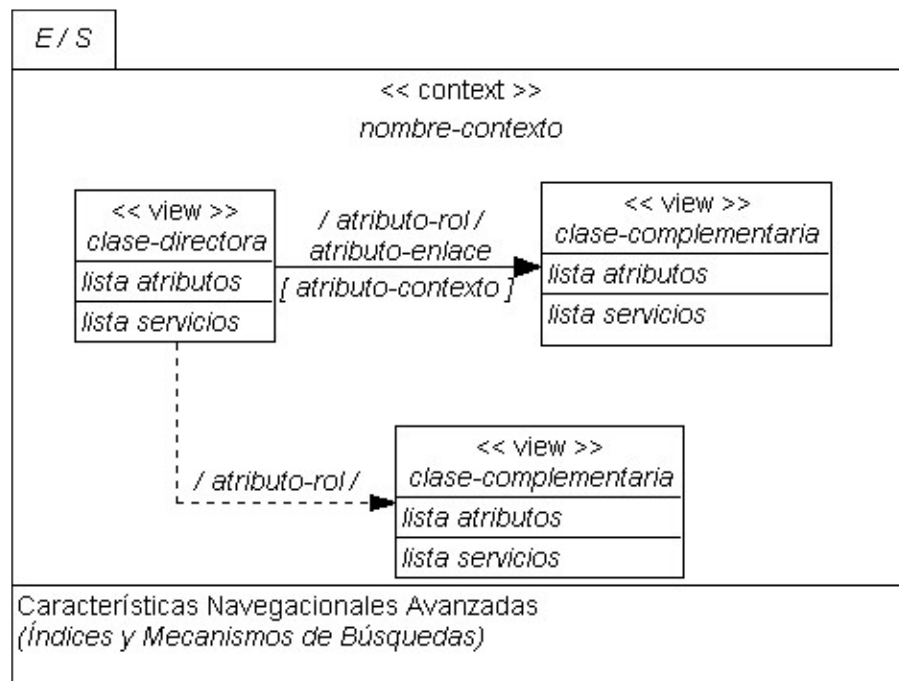 E / S
<< context >>
nombre-contexto
<< view >>
clase-directora
lista atributos
lista servicios
/ atributo-rol /
atributo-enlace
[ atributo-contexto ]
<< view >>
clase-complementaria
lista atributos
lista servicios
/ atributo-rol /
<< view >>
clase-complementaria
lista atributos
lista servicios
Características Navegacionales Avanzadas
(Índices y Mecanismos de Búsquedas)